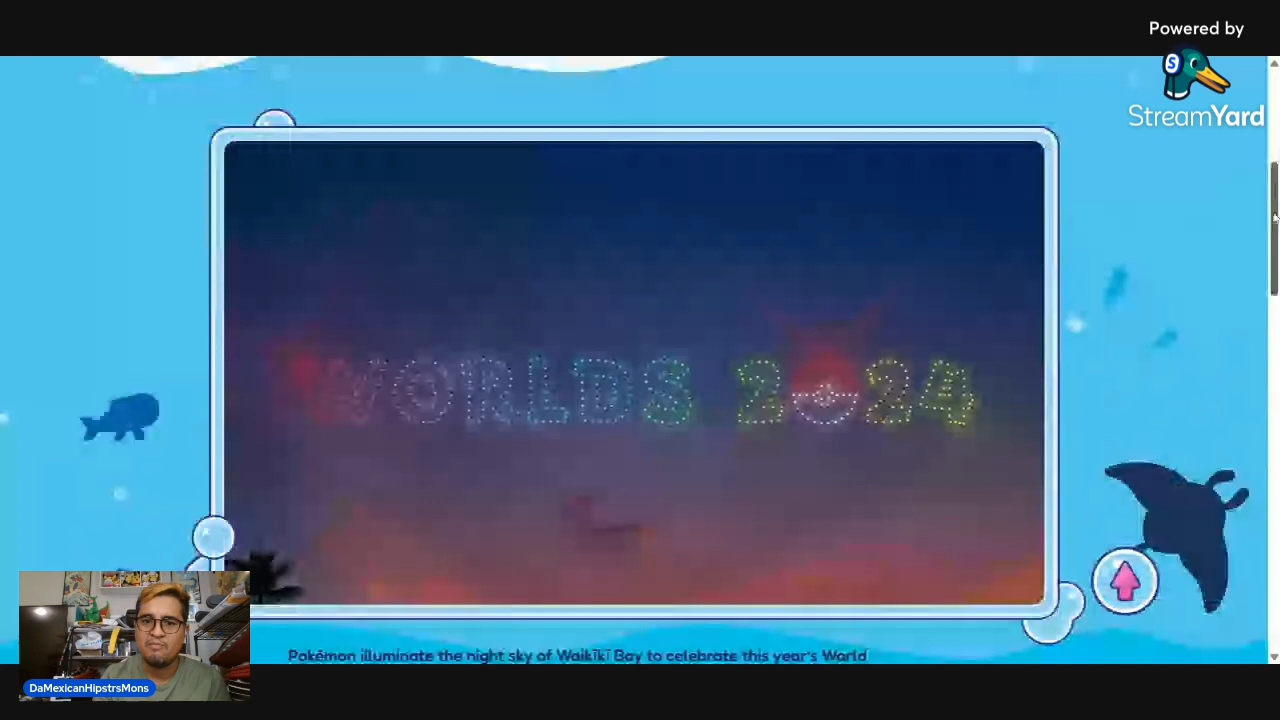 Powered by
S
StreamYard
WORLDS 2024
Pokémon illuminate the night sky of Waikīkī Bay to celebrate this year's World
DaMexicanHipstrsMons